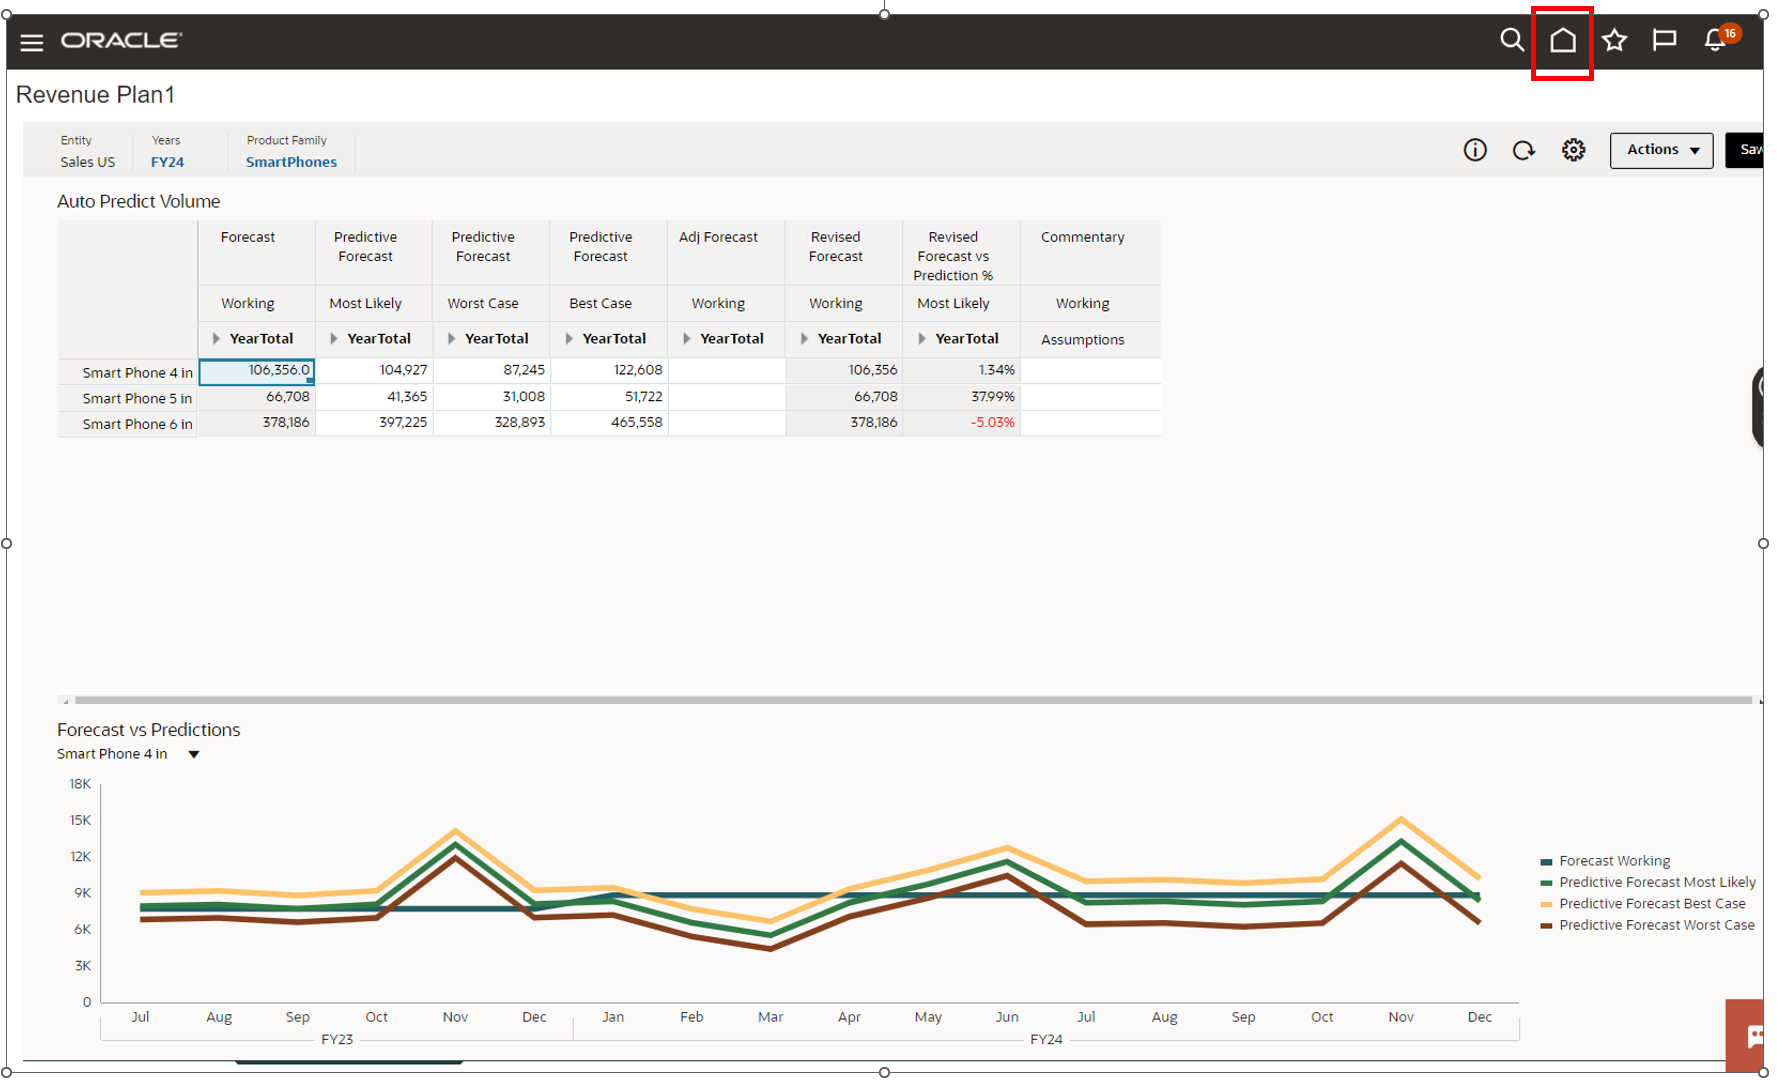 ORACLE
16
Revenue Plan1
Entity Years Product Family
Sales US FY24 SmartPhones
Actions
Auto Predict Volume
Forecast Predictive Forecast Predictive Forecast Predictive Forecast Adj Forecast Revised Forecast Revised Forecast vs Prediction % Commentary
Working Most Likely Worst Case Best Case Working Working Most Likely Working
YearTotal YearTotal YearTotal YearTotal YearTotal YearTotal YearTotal Assumptions
Smart Phone 4 in 106,356.0 104,927 87,245 122,608 106,356 1.34%
Smart Phone 5 in 66,708 41,365 31,008 51,722 66,708 37.99%
Smart Phone 6 in 378,186 397,225 328,893 465,558 378,186 -5.03%
Forecast vs Predictions
Smart Phone 4 in
18K
15K
12K
9K
6K
3K
0
Jul Aug Sep Oct Nov Dec Jan Feb Mar Apr May Jun Jul Aug Sep Oct Nov Dec
FY23 FY24
Forecast Working
Predictive Forecast Most Likely
Predictive Forecast Best Case
Predictive Forecast Worst Case